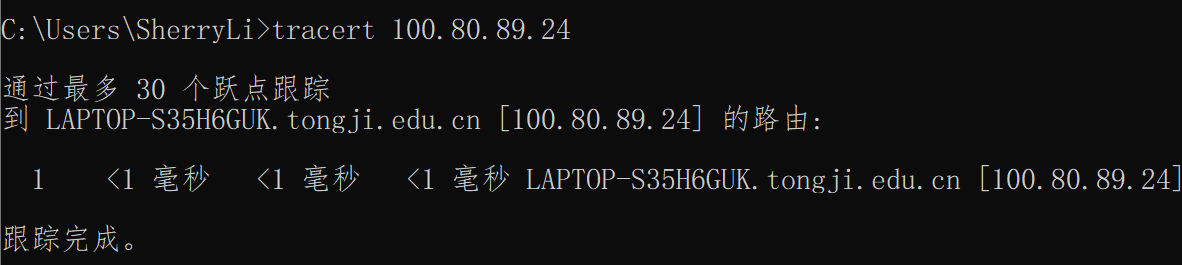 C:\Users\SherryLi>tracert 100.80.89.24
通过最多 30 个跃点跟踪
到 LAPTOP-S35H6GUK.tongji.edu.cn [100.80.89.24] 的路由:
1 <1 毫秒 <1 毫秒 <1 毫秒 LAPTOP-S35H6GUK.tongji.edu.cn [100.80.89.24]
跟踪完成。